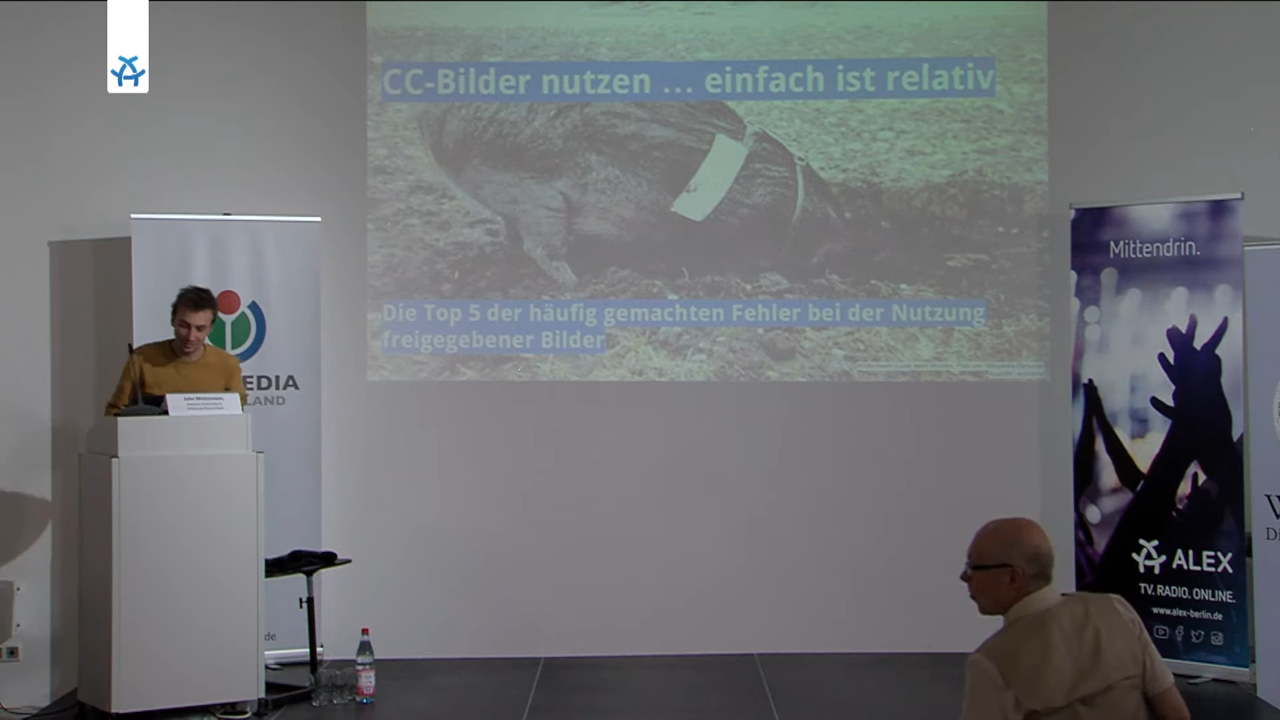 CC-Bilder nutzen ... einfach ist relativ
Die Top 5 der häufig gemachten Fehler bei der Nutzung
freigegebener Bilder
EDIA
LAND
de
Mittendrin.
ALEX
TV. RADIO. ONLINE.
www.alex-berlin.de
W